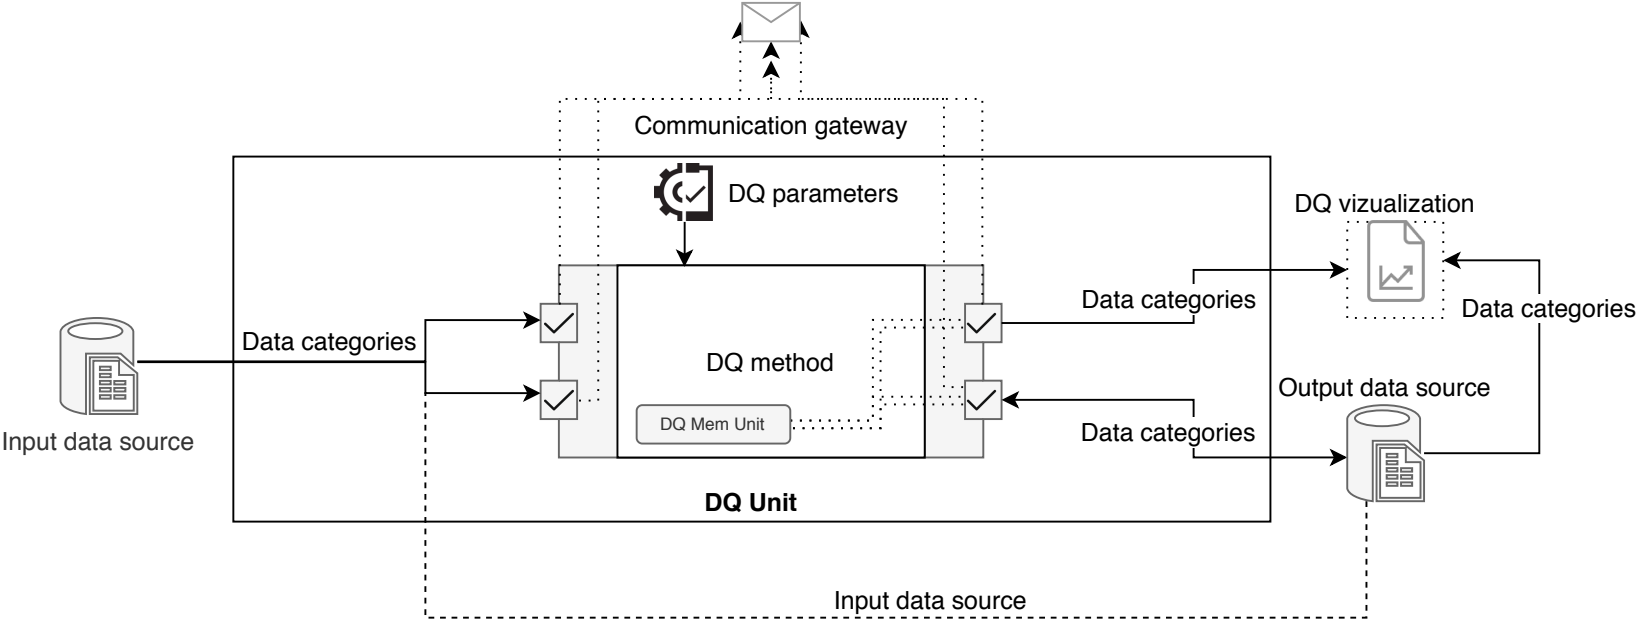 Communication gateway
DQ parameters
DQ vizualization
Data categories
Data categories
Data categories
DQ method
Output data source
DQ Mem Unit
Data categories
Input data source
DQ Unit
Input data source